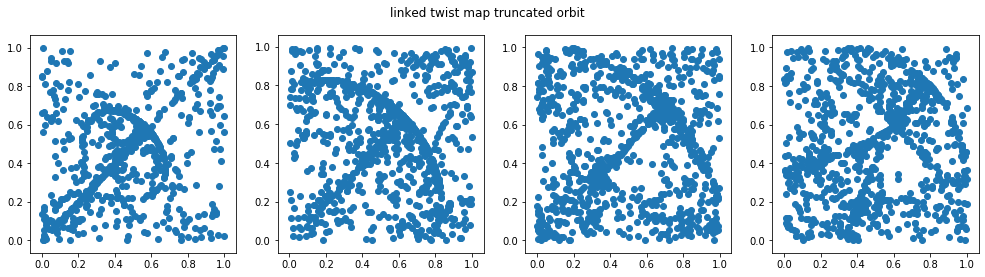 linked twist map truncated orbit
1.0 1.0 1.0 1.0
0.8 0.8 0.8 0.8
0.6 0.6 0.6 0.6
0.4 0.4 0.4 0.4
0.2 0.2 0.2 0.2
0.0 0.0 0.0 0.0
0.0 0.2 0.4 0.6 0.8 1.0 0.0 0.2 0.4 0.6 0.8 1.0 0.0 0.2 0.4 0.6 0.8 1.0 0.0 0.2 0.4 0.6 0.8 1.0